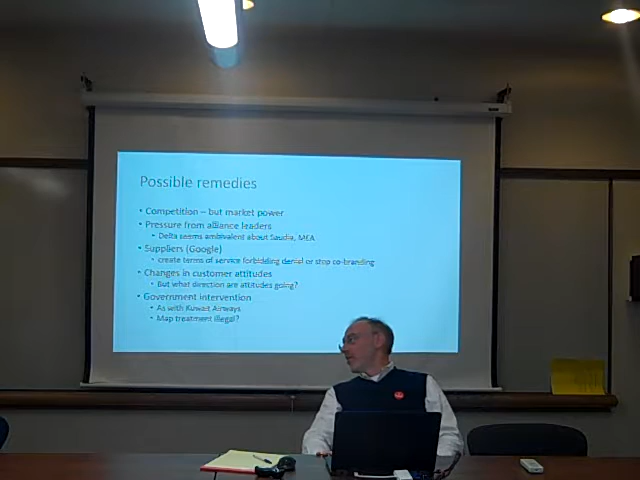 Possible remedies
• Competition – but market power
• Pressure from alliance leaders
• Delta seems ambivalent about Saudia, MEA
• Suppliers (Google)
• create terms of service forbidding denial or stop co-branding
• Changes in customer attitudes
• But what direction are attitudes going?
• Government intervention
• As with Kuwait Airways
• Map treatment illegal?